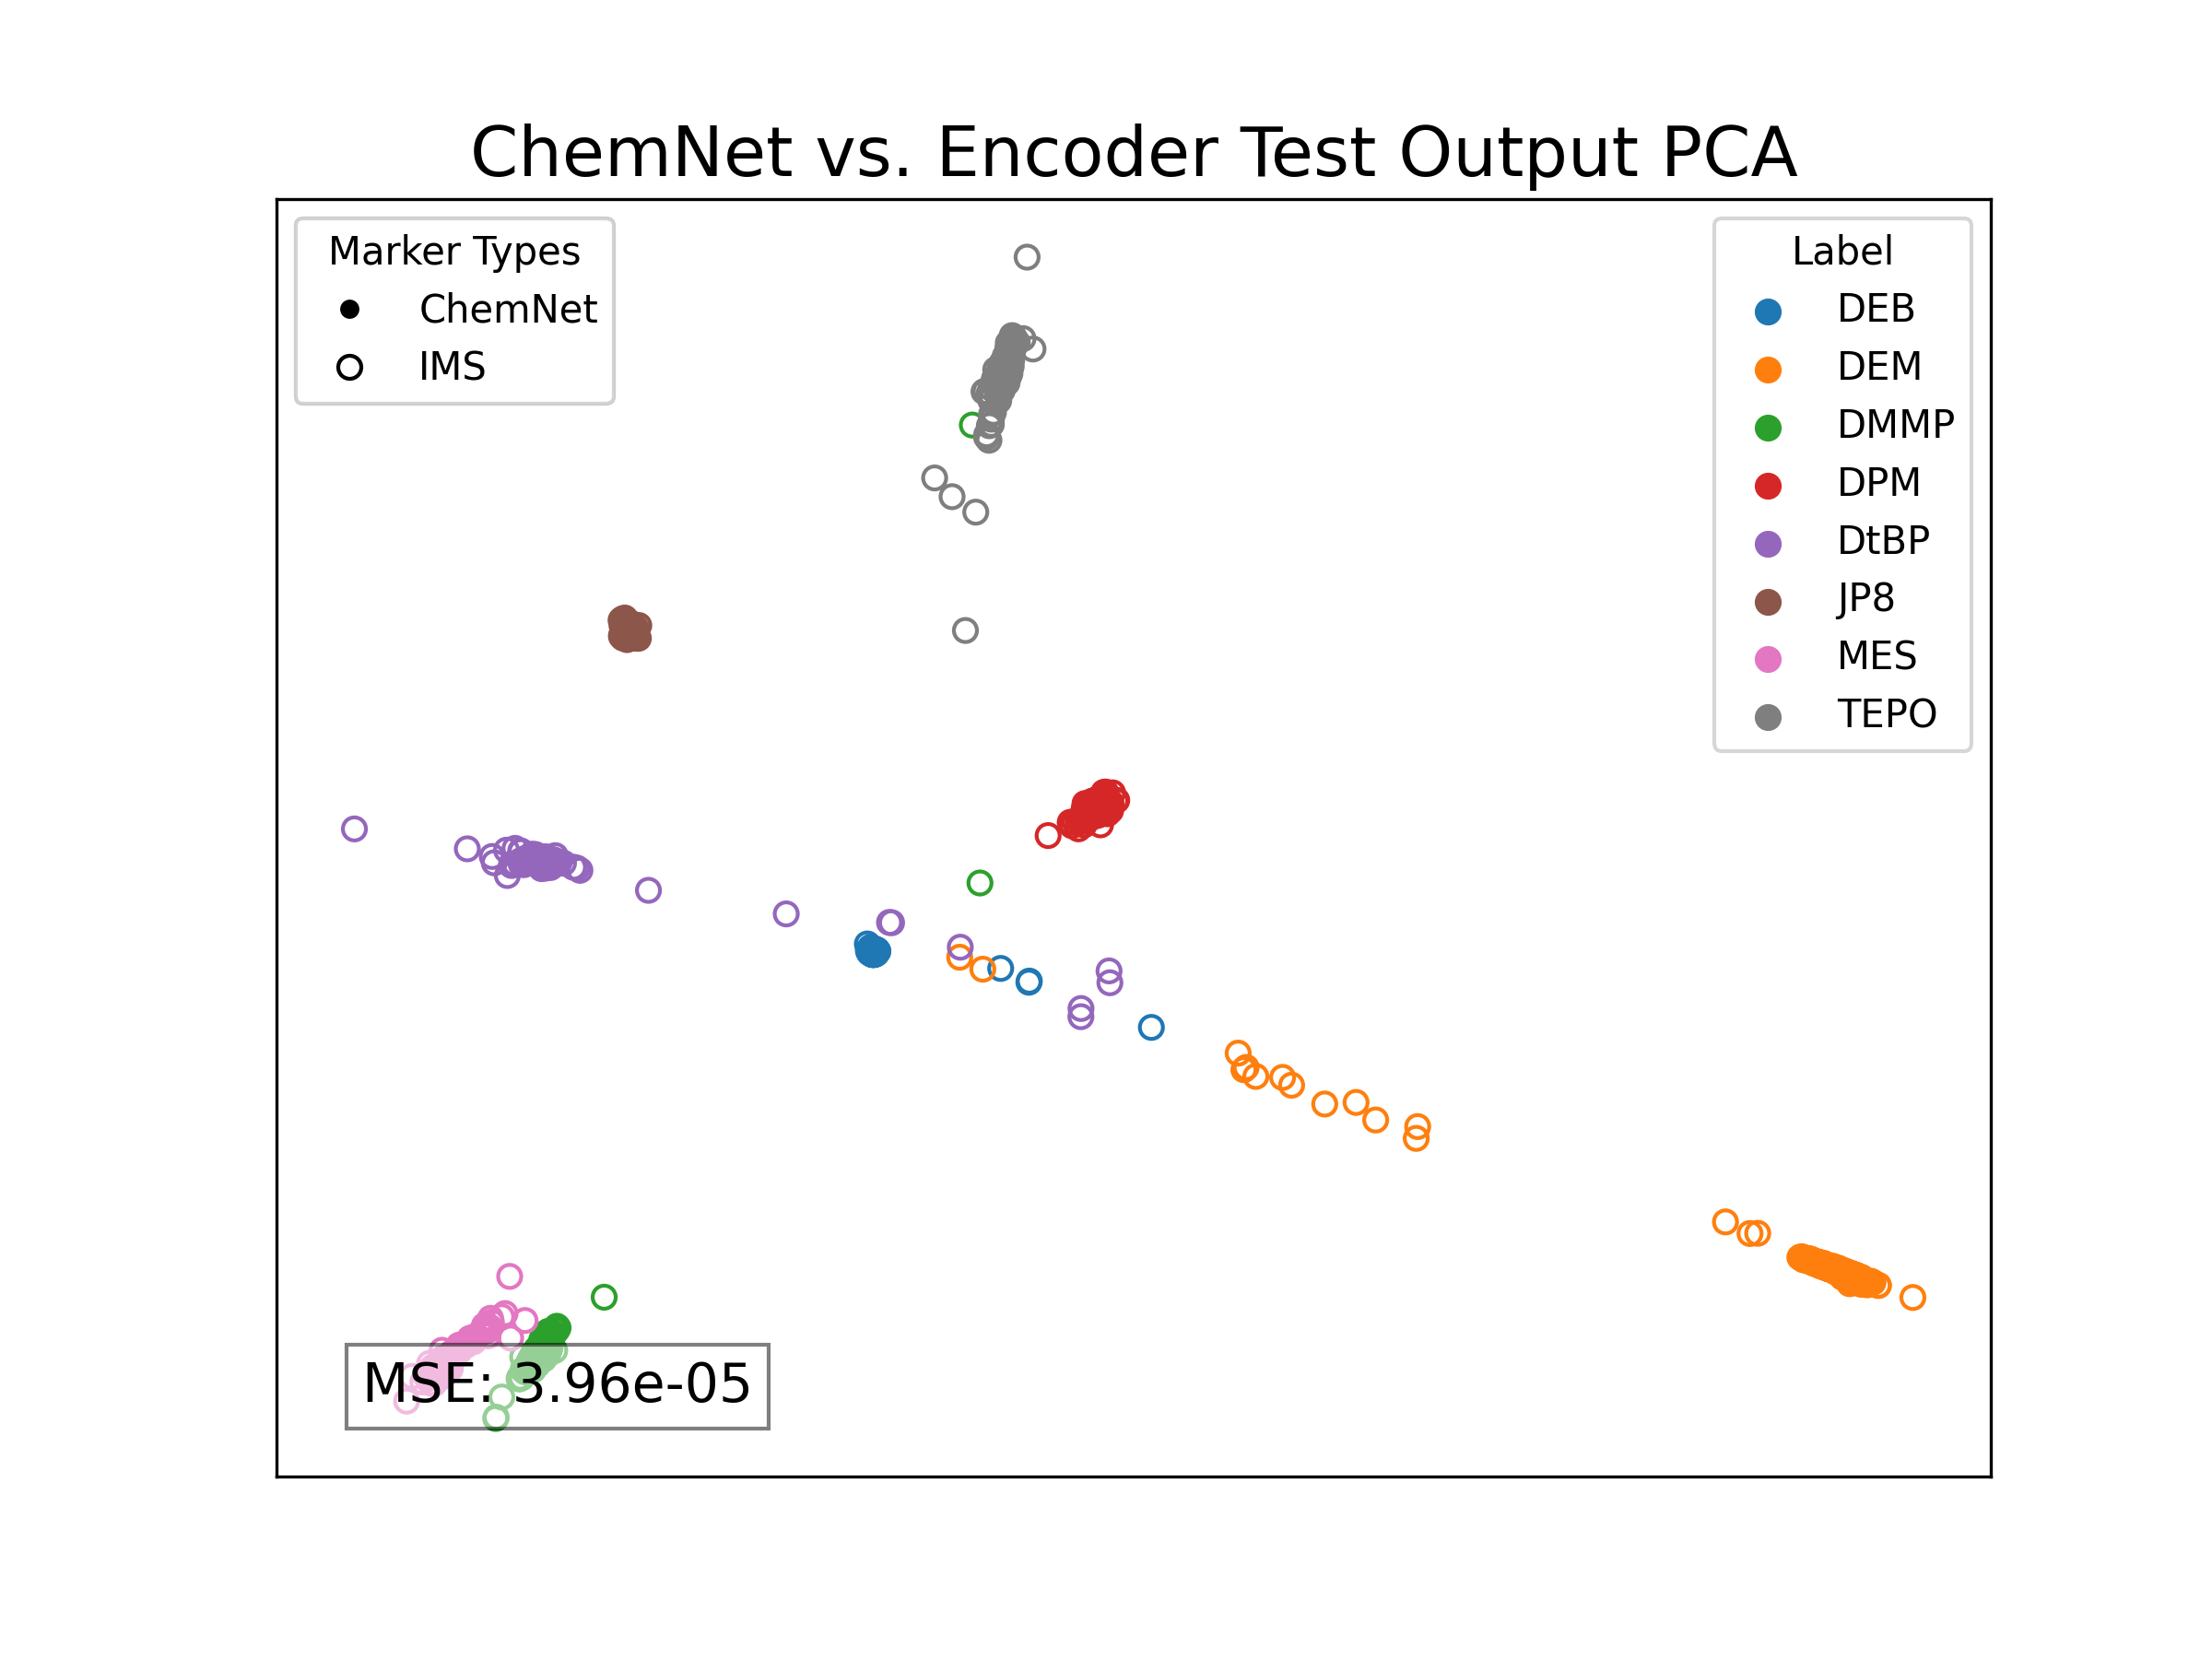 ChemNet vs. Encoder Test Output PCA
Marker Types
ChemNet
IMS
Label
DEB
DEM
DMMP
DPM
DtBP
JP8
MES
TEPO
MSE: 3.96e-05